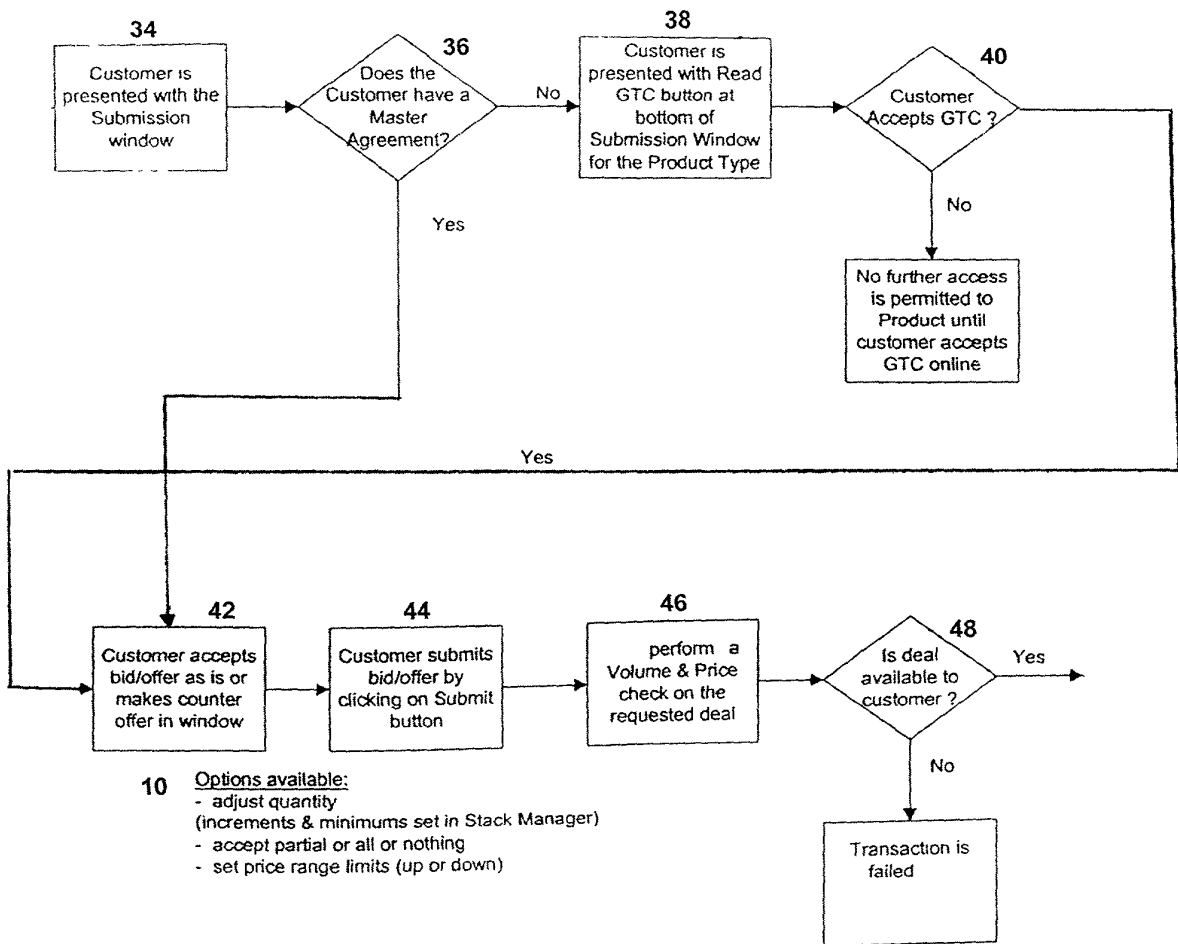 34
Customer is
presented with the
Submission
window
36
Does the
Customer have a
Master
Agreement?
No
Yes
38
Customer is
presented with Read
GTC button at
bottom of
Submission Window
for the Product Type
40
Customer
Accepts GTC ?
No
No further access
is permitted to
Product until
customer accepts
GTC online
Yes
42
Customer accepts
bid/offer as is or
makes counter
offer in window
44
Customer submits
bid/offer by
clicking on Submit
button
46
perform a
Volume & Price
check on the
requested deal
48
Is deal
available to
customer ?
Yes
No
Transaction is
failed
10
Options available:
- adjust quantity
(increments & minimums set in Stack Manager)
- accept partial or all or nothing
- set price range limits (up or down)